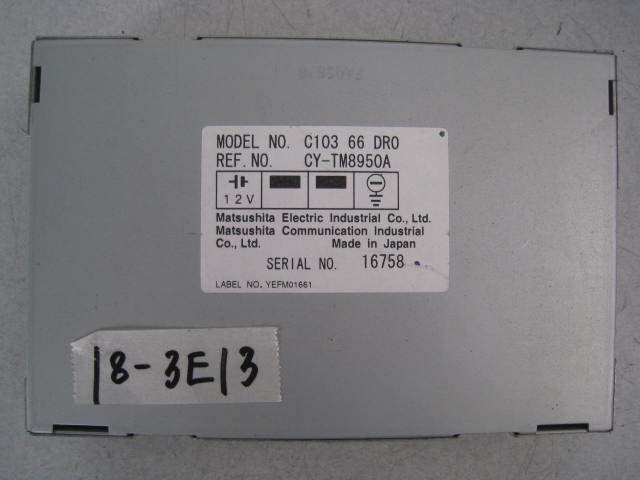 MODEL NO. C103 66 DR0
REF. NO. CY-TM8950A
12V
Matsushita Electric Industrial Co., Ltd.
Matsushita Communication Industrial
Co., Ltd. Made in Japan
SERIAL NO. 16758
LABEL NO. YEFM01661
18-3E13